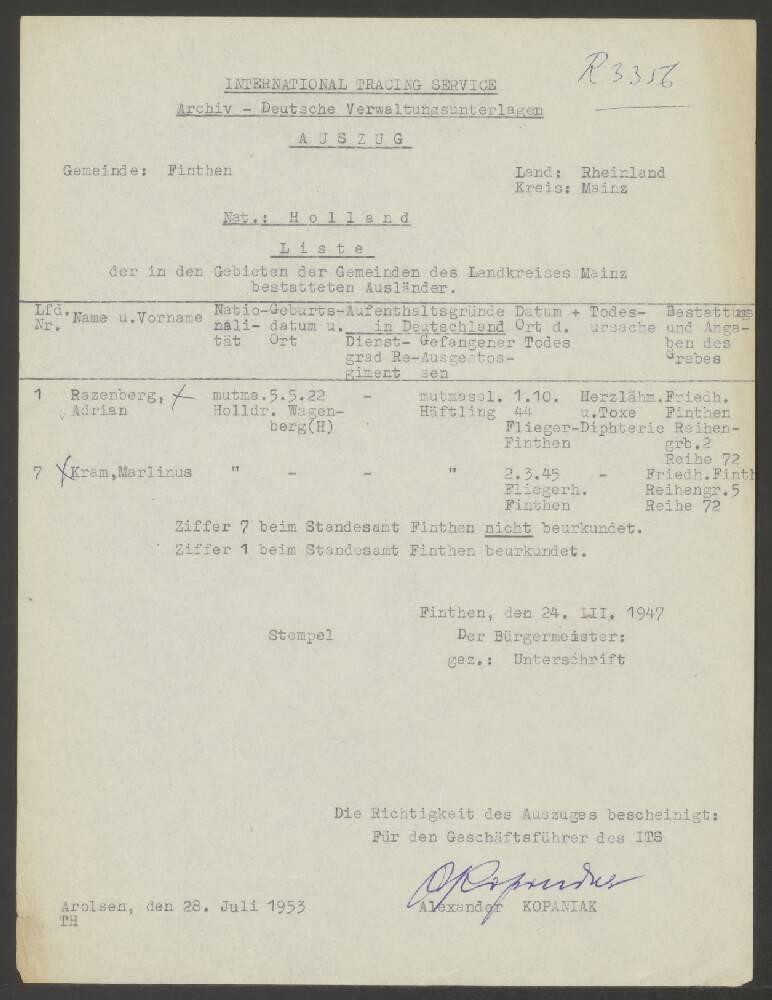 R 3356
INTERNATIONAL TRACING SERVICE
Archiv - Deutsche Verwaltungsunterlagen
A U S Z U G
Gemeinde: Finthen Land: Rheinland
Kreis: Mainz
Nat.: H o l l a n d
L i s t e
der in den Gebieten der Gemeinden des Landkreises Mainz
bestatteten Ausländer.
Lfd. Name u.Vorname Natio- Geburts- Aufenthaltsgründe Datum + Todes- Bestattung
Nr. nali- datum u. in Deutschland Ort d. ursache und Anga-
tät Ort Dienst- Gefangener Todes ben des
grad Re- Ausgestos- Grabes
giment sen
1 Razenberg, mutma. 5.5.22 - mutmassl. 1.10. Herzlähm. Friedh.
Adrian Holldr. Wagen- Häftling 44 u.Toxe Finthen
berg(H) Flieger- Diphterie Reihen-
Finthen grb.2
Reihe 72
7 Kram,Marlinus " - - " 2.3.45 - Friedh.Finth
Fliegerh. Reihengr.5
Finthen Reihe 72
Ziffer 7 beim Standesamt Finthen nicht beurkundet.
Ziffer 1 beim Standesamt Finthen beurkundet.
Finthen, den 24. III. 1947
Stempel Der Bürgermeister:
gez.: Unterschrift
Die Richtigkeit des Auszuges bescheinigt:
Für den Geschäftsführer des ITS
Arolsen, den 28. Juli 1953 Alexander KOPANIAK
TH